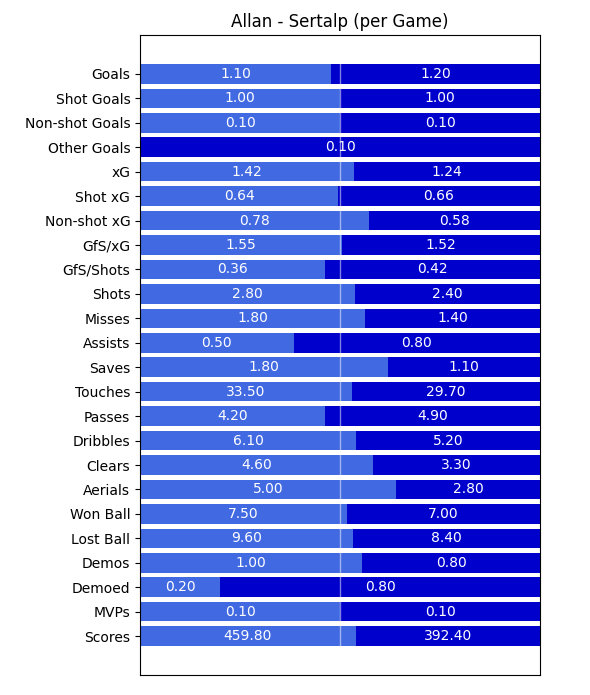 Allan - Sertalp (per Game)
Goals 1.10 1.20
Shot Goals 1.00 1.00
Non-shot Goals 0.10 0.10
Other Goals 0.10
xG 1.42 1.24
Shot xG 0.64 0.66
Non-shot xG 0.78 0.58
GfS/xG 1.55 1.52
GfS/Shots 0.36 0.42
Shots 2.80 2.40
Misses 1.80 1.40
Assists 0.50 0.80
Saves 1.80 1.10
Touches 33.50 29.70
Passes 4.20 4.90
Dribbles 6.10 5.20
Clears 4.60 3.30
Aerials 5.00 2.80
Won Ball 7.50 7.00
Lost Ball 9.60 8.40
Demos 1.00 0.80
Demoed 0.20 0.80
MVPs 0.10 0.10
Scores 459.80 392.40